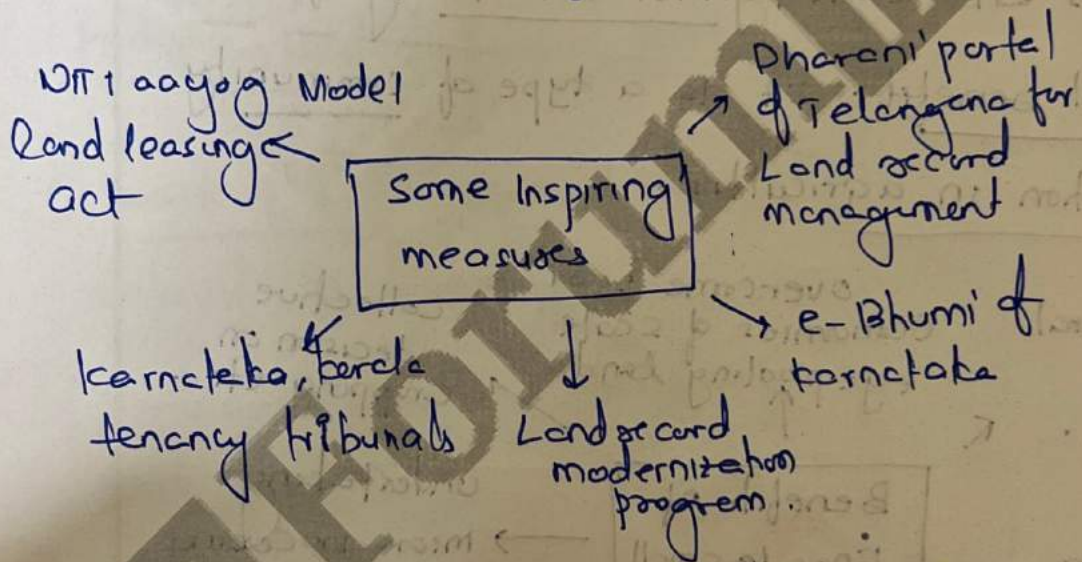 NITI aayog Model
Land leasing
act
Some Inspiring
measures
Dharani portal
of Telangana for
Land record
management
e-Bhumi of
Karnataka
Land record
modernization
program.
Karnataka, Kerala
tenancy tribunals
Forum